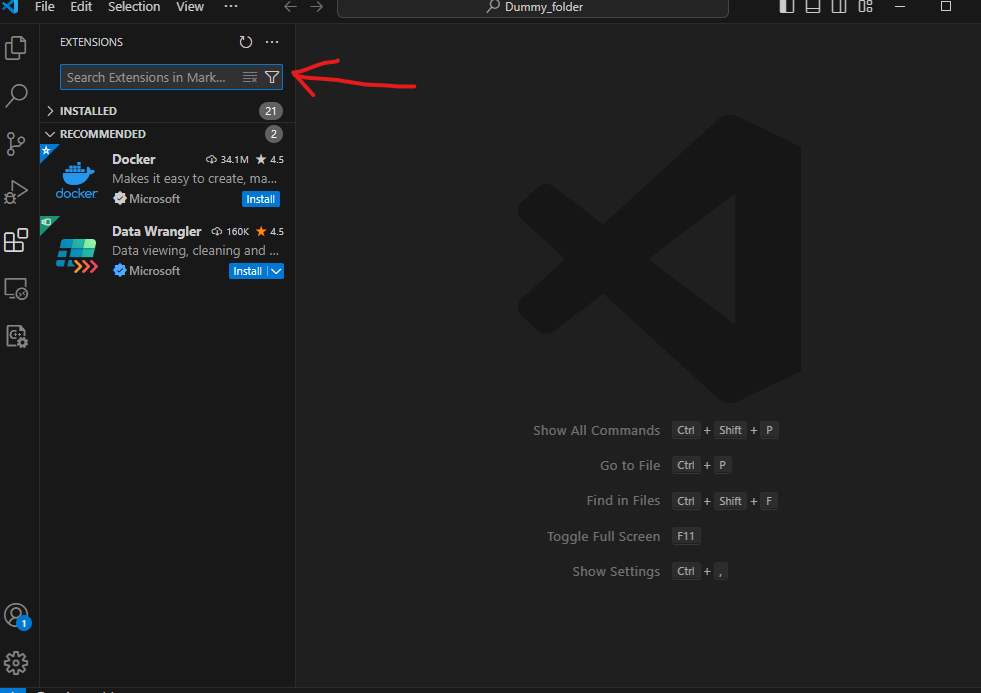 File Edit Selection View ··· Dummy_folder
EXTENSIONS
Search Extensions in Mark...
INSTALLED 21
RECOMMENDED 2
Docker 34.1M 4.5
Makes it easy to create, ma...
docker Microsoft Install
Data Wrangler 160K 4.5
Data viewing, cleaning and ...
Microsoft Install
Show All Commands Ctrl + Shift + P
Go to File Ctrl + P
Find in Files Ctrl + Shift + F
Toggle Full Screen F11
Show Settings Ctrl + ,
1